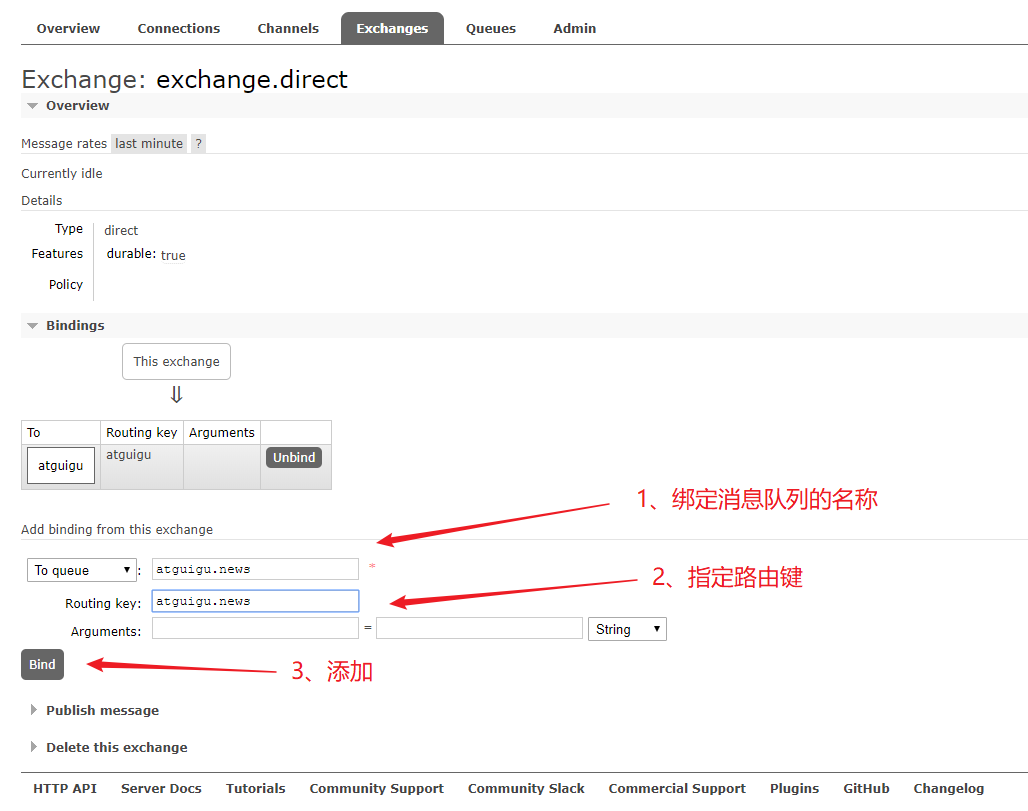 Overview Connections Channels Exchanges Queues Admin
Exchange: exchange.direct
Overview
Message rates last minute ?
Currently idle
Details
Type direct
Features durable: true
Policy
Bindings
This exchange
⇓
To Routing key Arguments
atguigu atguigu Unbind
1、绑定消息队列的名称
Add binding from this exchange
To queue ▼ : atguigu.news *
2、指定路由键
Routing key: atguigu.news
Arguments: = String ▼
Bind
3、添加
Publish message
Delete this exchange
HTTP API Server Docs Tutorials Community Support Community Slack Commercial Support Plugins GitHub Changelog